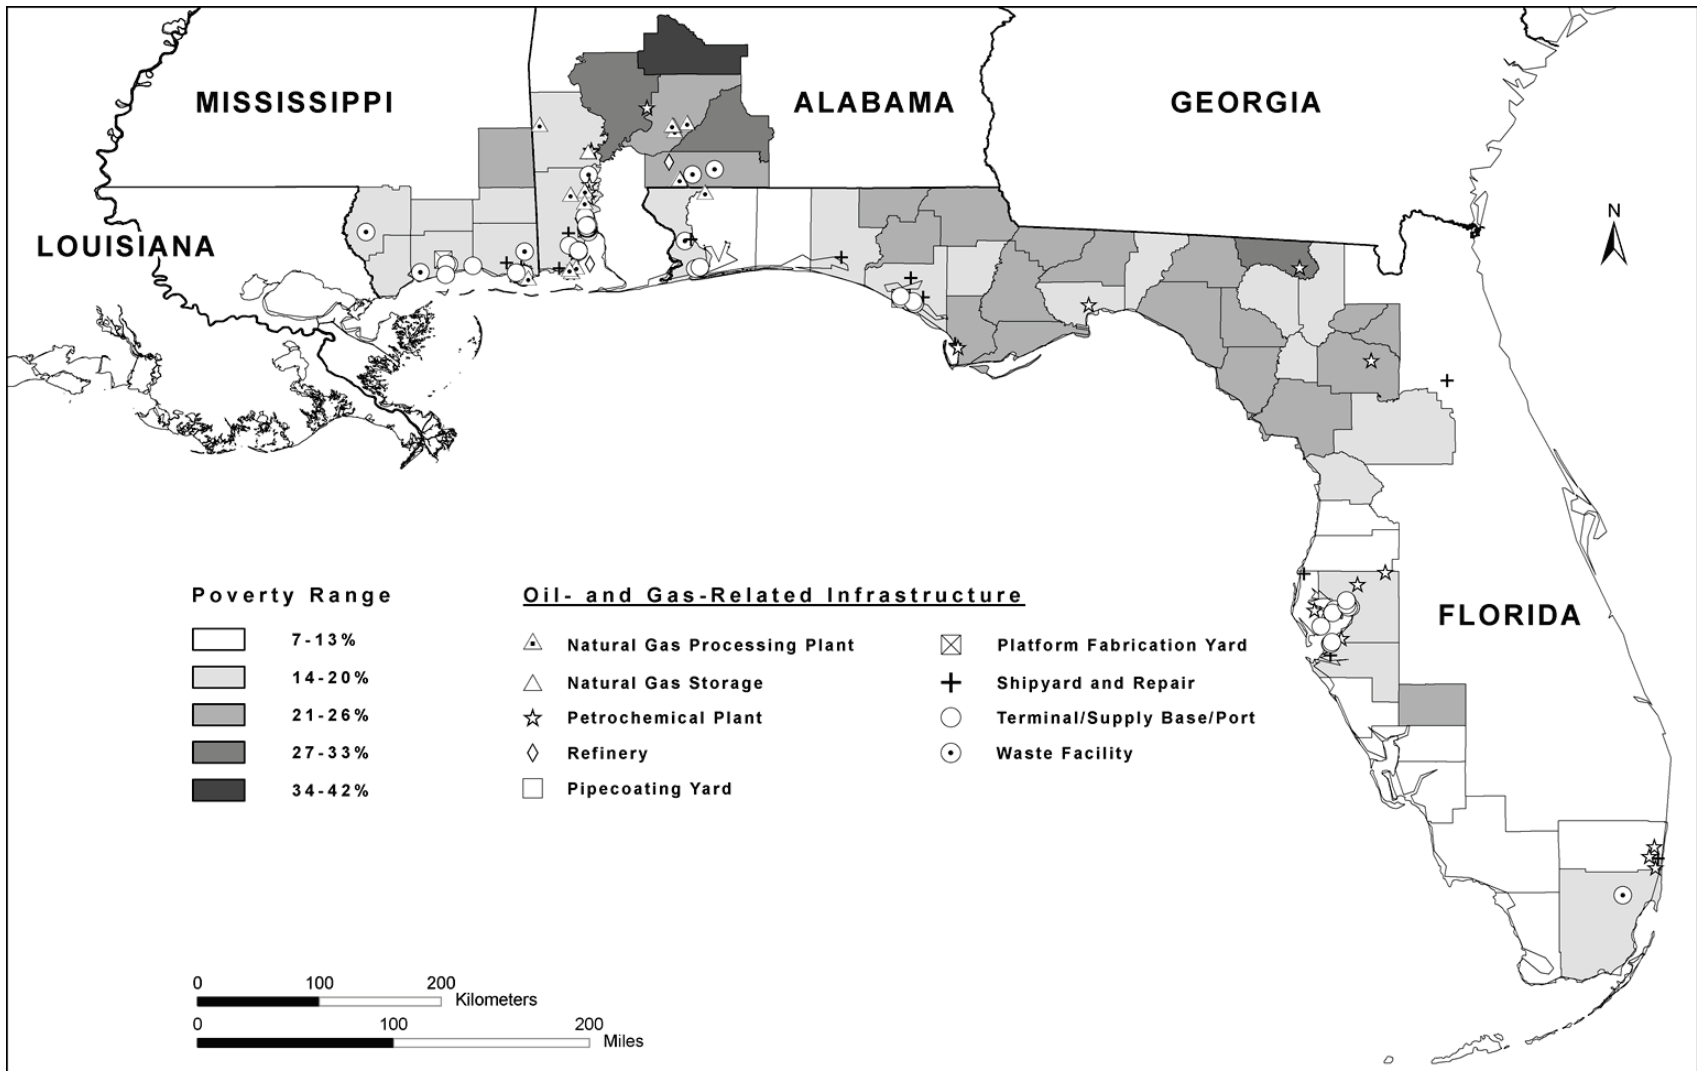 MISSISSIPPI
ALABAMA
GEORGIA
LOUISIANA
N
FLORIDA
Poverty Range
7-13%
14-20%
21-26%
27-33%
34-42%
Oil- and Gas-Related Infrastructure
Natural Gas Processing Plant
Natural Gas Storage
Petrochemical Plant
Refinery
Pipecoating Yard
Platform Fabrication Yard
Shipyard and Repair
Terminal/Supply Base/Port
Waste Facility
0 100 200
Kilometers
0 100 200
Miles